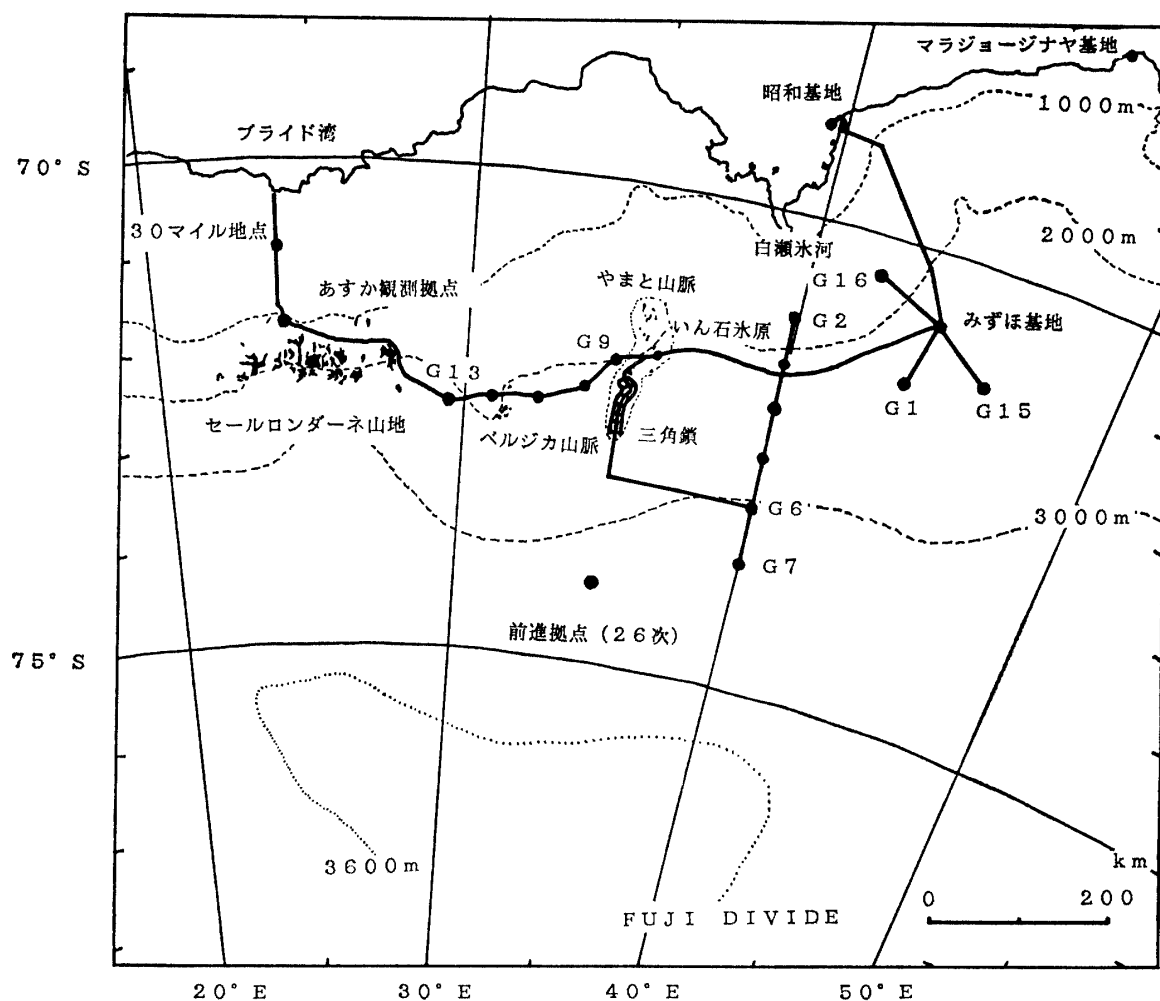 マラジョージナヤ基地
昭和基地
1000m
ブライド湾
70°S
30マイル地点
2000m
白瀬氷河
G16
やまと山脈
あすか観測拠点
G2
みずほ基地
いん石氷原
G9
G13
G1
G15
セールロンダーネ山地
ベルジカ山脈
三角鎖
G6
3000m
G7
前進拠点(26次)
75°S
3600m
km
0 200
FUJI DIVIDE
20°E 30°E 40°E 50°E